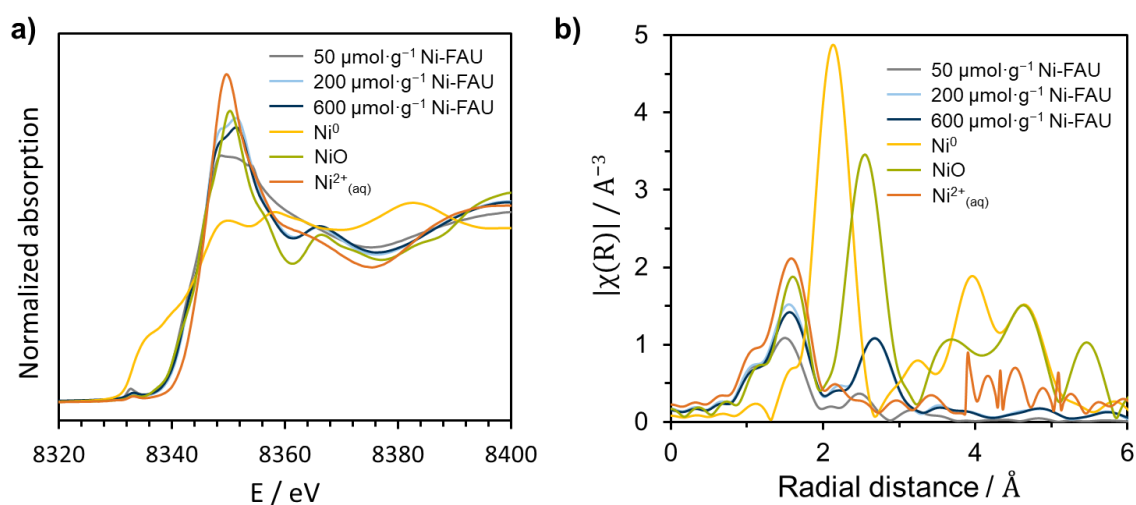 a)
Normalized absorption
50 µmol·g⁻¹ Ni-FAU
200 µmol·g⁻¹ Ni-FAU
600 µmol·g⁻¹ Ni-FAU
Ni⁰
NiO
Ni²⁺₍aq₎
8320 8340 8360 8380 8400
E / eV
b)
|χ(R)| / A⁻³
5
4
3
2
1
0
50 µmol·g⁻¹ Ni-FAU
200 µmol·g⁻¹ Ni-FAU
600 µmol·g⁻¹ Ni-FAU
Ni⁰
NiO
Ni²⁺₍aq₎
0 2 4 6
Radial distance / Å